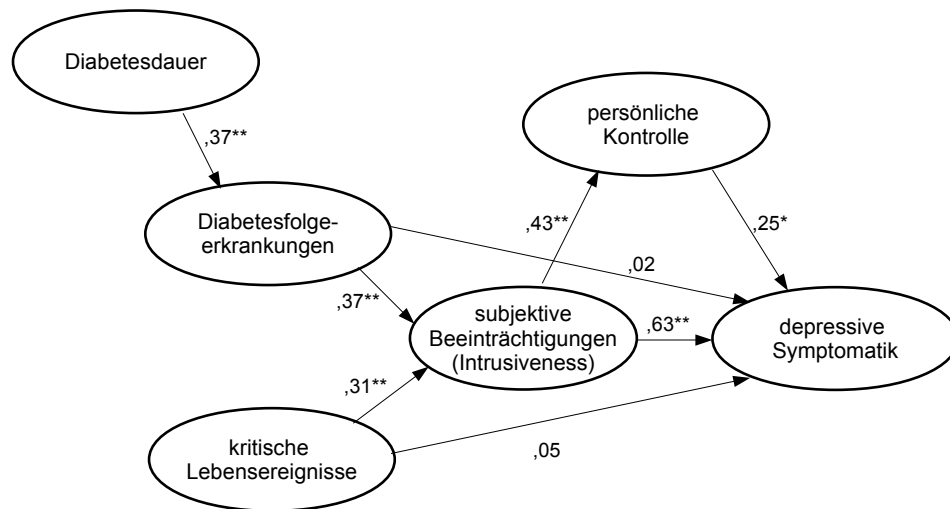 Diabetesdauer
persönliche
Kontrolle
,37**
Diabetesfolge-
erkrankungen
,43**
,25*
,02
,37**
subjektive
Beeinträchtigungen
(Intrusiveness)
,63**
depressive
Symptomatik
,31**
kritische
Lebensereignisse
,05